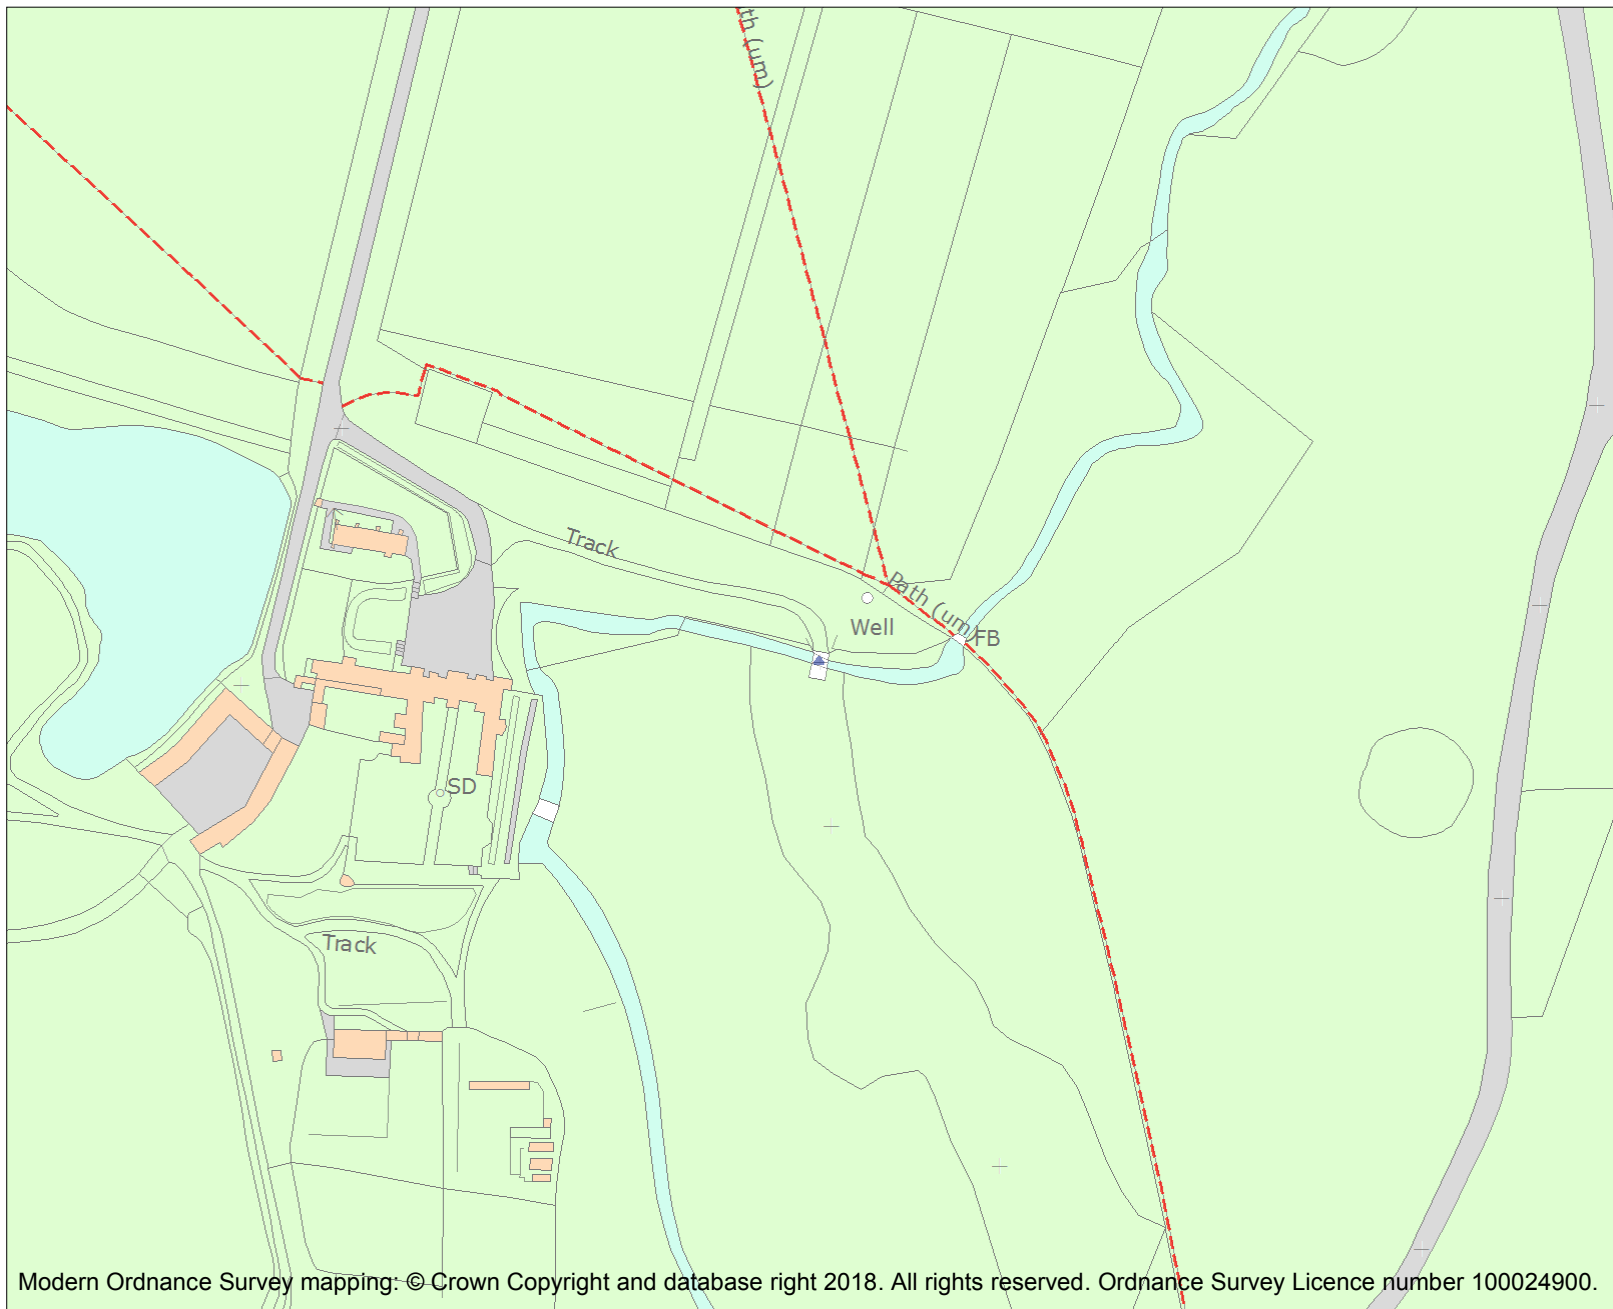 th (um)
Track
Path (um)
Well
FB
SD
Track
Modern Ordnance Survey mapping: © Crown Copyright and database right 2018. All rights reserved. Ordnance Survey Licence number 100024900.